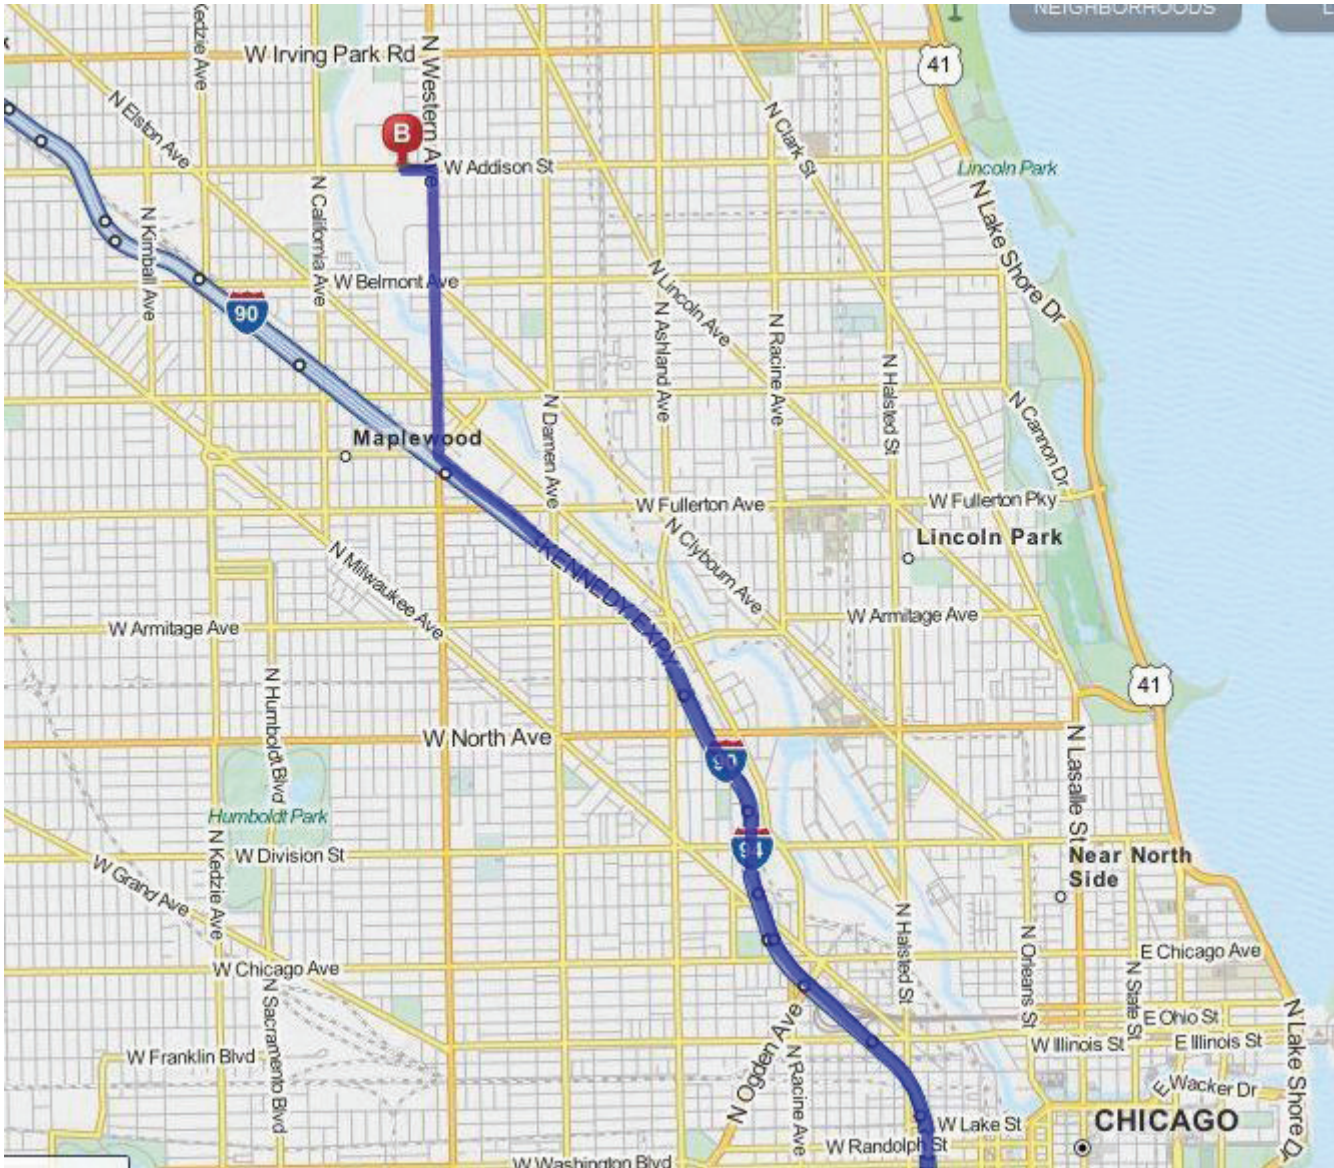 NEIGHBORHOODS
Kedzie Ave
W Irving Park Rd
N Western Ave
41
N Elston Ave
B
N Clark St
W Addison St
Lincoln Park
N Kimball Ave
N California Ave
N Lake Shore Dr
W Belmont Ave
N Lincoln Ave
90
N Ashland Ave
N Racine Ave
N Halsted St
N Damen Ave
N Cannon Dr
Maplewood
W Fullerton Ave
W Fullerton Pky
N Clybourn Ave
Lincoln Park
N Milwaukee Ave
KENNEDY EXPY
W Armitage Ave
W Armitage Ave
N Humboldt Blvd
41
W North Ave
N Lasalle St
90
Humboldt Park
94
N Kedzie Ave
W Division St
Near North
Side
W Grand Ave
N Halsted St
N Orleans St
E Chicago Ave
W Chicago Ave
N State St
N Sacramento Blvd
N Lake Shore Dr
E Ohio St
N Ogden Ave
W Illinois St
E Illinois St
W Franklin Blvd
N Racine Ave
E Wacker Dr
W Lake St
CHICAGO
W Randolph St
W Washington Blvd